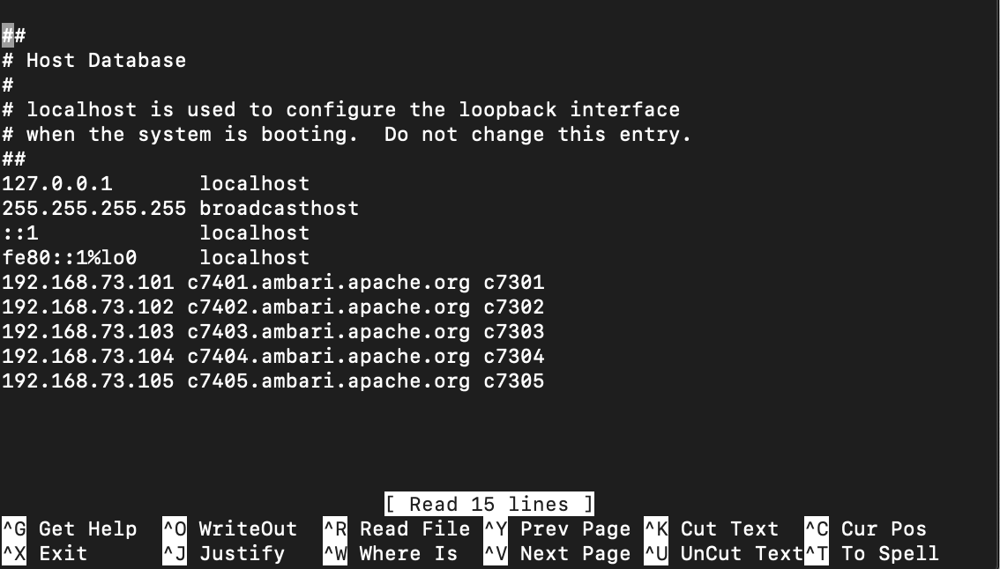 ##
# Host Database
#
# localhost is used to configure the loopback interface
# when the system is booting.  Do not change this entry.
##
127.0.0.1       localhost
255.255.255.255 broadcasthost
::1             localhost
fe80::1%lo0     localhost
192.168.73.101 c7401.ambari.apache.org c7301
192.168.73.102 c7402.ambari.apache.org c7302
192.168.73.103 c7403.ambari.apache.org c7303
192.168.73.104 c7404.ambari.apache.org c7304
192.168.73.105 c7405.ambari.apache.org c7305
[ Read 15 lines ]
^G Get Help  ^O WriteOut  ^R Read File ^Y Prev Page ^K Cut Text  ^C Cur Pos
^X Exit      ^J Justify   ^W Where Is  ^V Next Page ^U UnCut Text^T To Spell